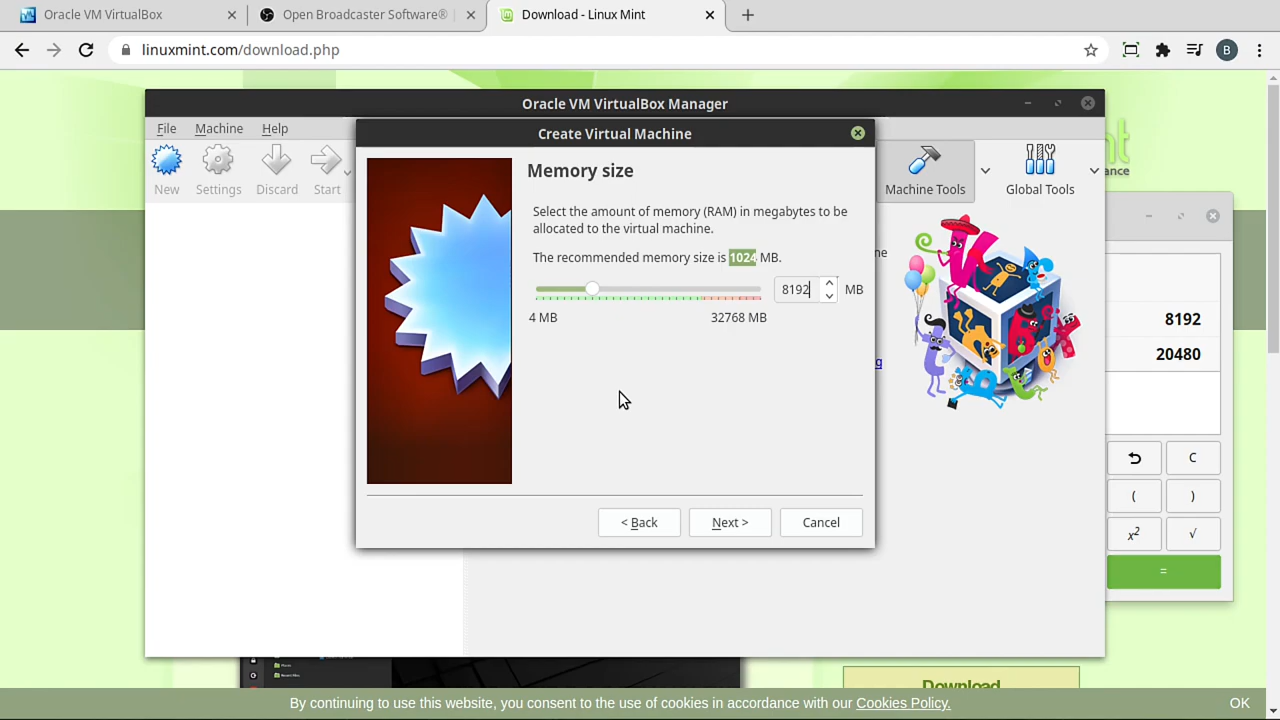 Oracle VM VirtualBox
Open Broadcaster Software®
Download - Linux Mint
linuxmint.com/download.php
B
Oracle VM VirtualBox Manager
File Machine Help
Create Virtual Machine
New
Settings
Discard
Start
Machine Tools
Global Tools
Memory size
Select the amount of memory (RAM) in megabytes to be
allocated to the virtual machine.
The recommended memory size is 1024 MB.
8192 MB
4 MB
32768 MB
< Back
Next >
Cancel
8192
20480
C
(
)
x²
√
=
Download
By continuing to use this website, you consent to the use of cookies in accordance with our Cookies Policy.
OK